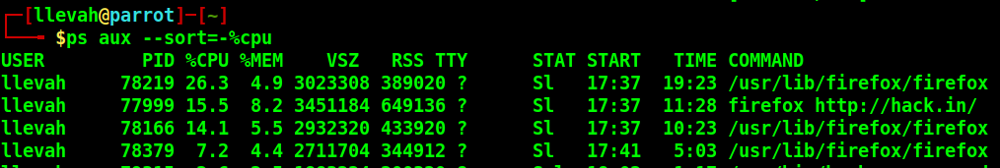 ┌─[llevah@parrot]─[~]
└──╼ $ps aux --sort=-%cpu
USER         PID %CPU %MEM    VSZ   RSS TTY      STAT START   TIME COMMAND
llevah     78219 26.3  4.9 3023308 389020 ?      Sl   17:37  19:23 /usr/lib/firefox/firefox
llevah     77999 15.5  8.2 3451184 649136 ?      Sl   17:37  11:28 firefox http://hack.in/
llevah     78166 14.1  5.5 2932320 433920 ?      Sl   17:37  10:23 /usr/lib/firefox/firefox
llevah     78379  7.2  4.4 2711704 344912 ?      Sl   17:41   5:03 /usr/lib/firefox/firefox